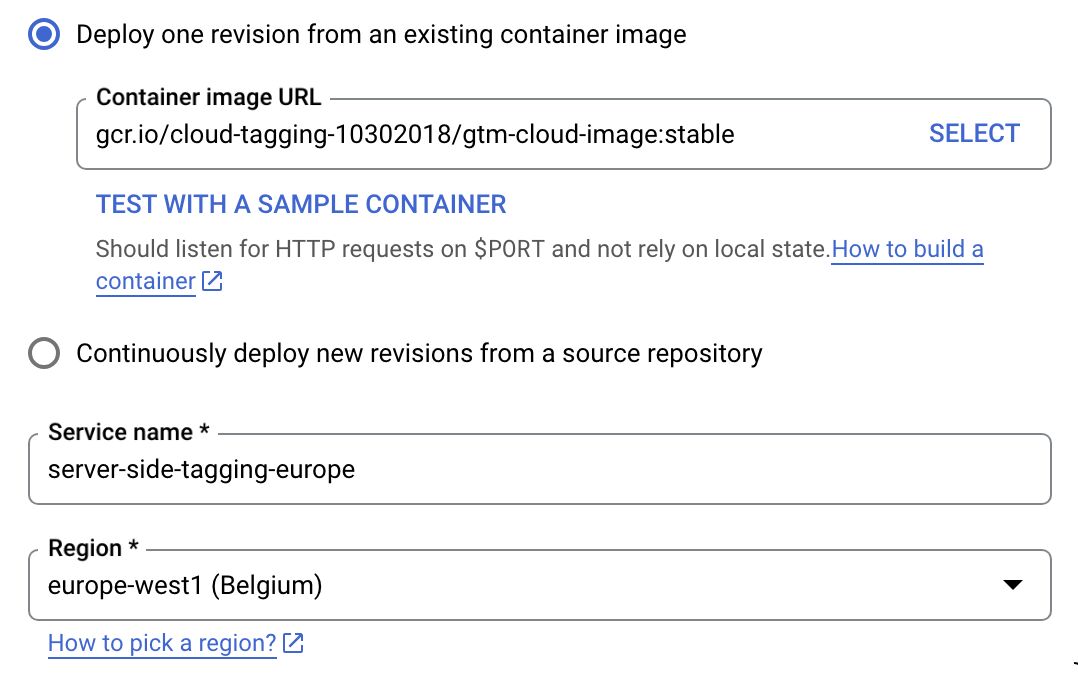 Deploy one revision from an existing container image
Container image URL
gcr.io/cloud-tagging-10302018/gtm-cloud-image:stable
SELECT
TEST WITH A SAMPLE CONTAINER
Should listen for HTTP requests on $PORT and not rely on local state.How to build a
container
Continuously deploy new revisions from a source repository
Service name *
server-side-tagging-europe
Region *
europe-west1 (Belgium)
How to pick a region?